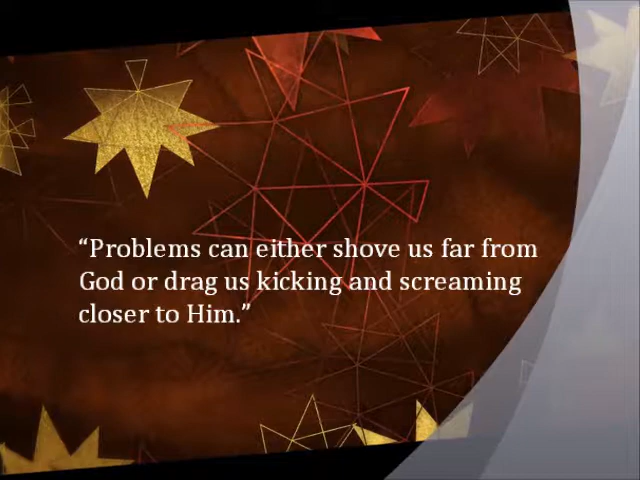 “Problems can either shove us far from
God or drag us kicking and screaming
closer to Him.”